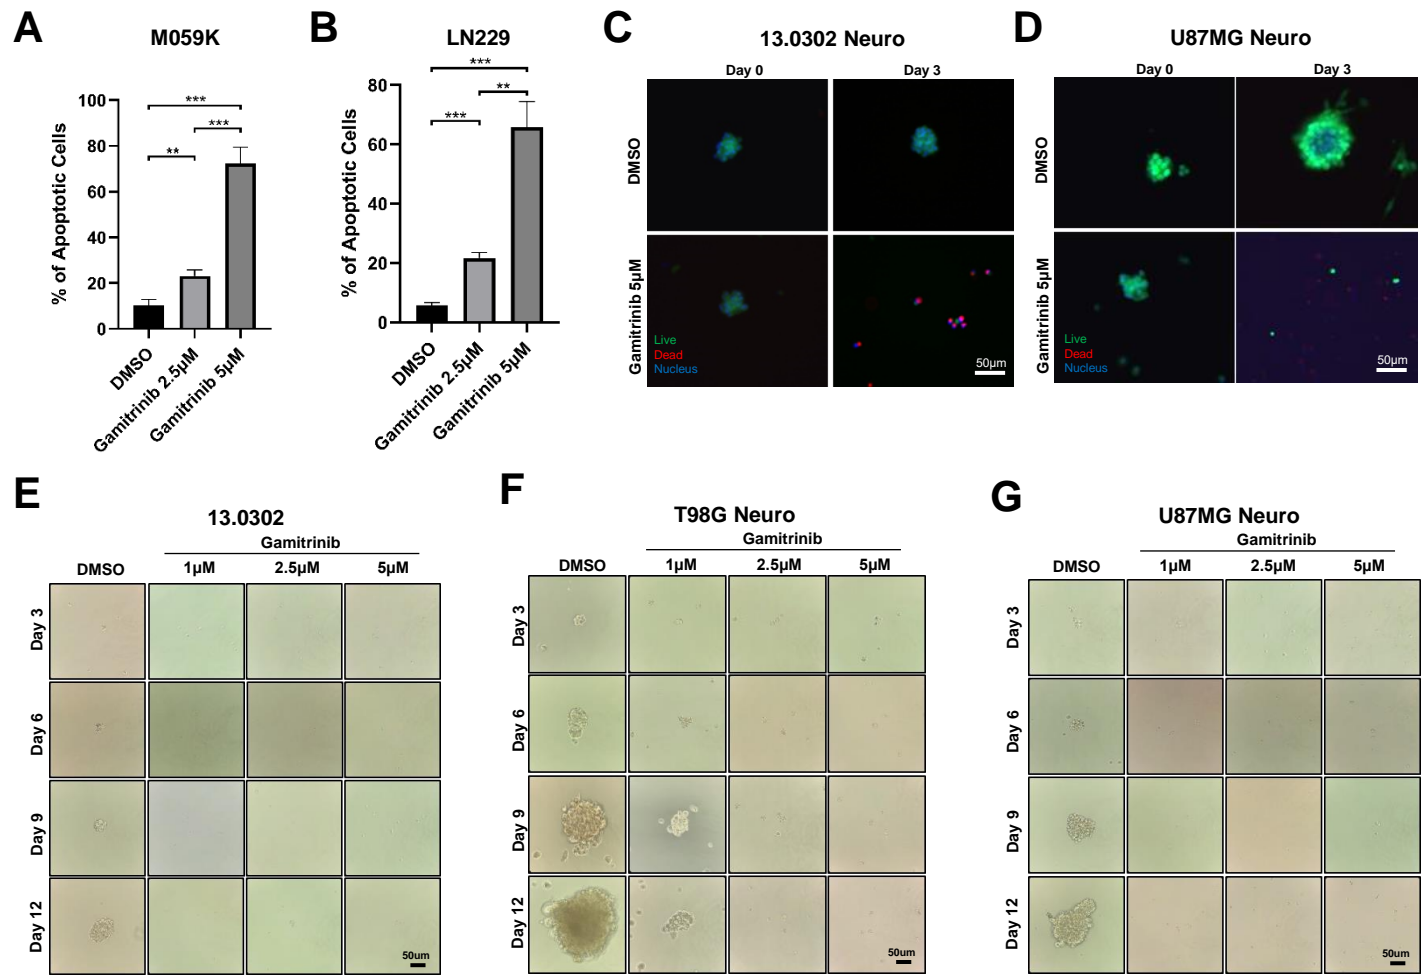 A
M059K
***
***
**
% of Apoptotic Cells
100
80
60
40
20
0
DMSO
Gamitrinib 2.5μM
Gamitrinib 5μM
B
LN229
***
**
***
% of Apoptotic Cells
80
60
40
20
0
DMSO
Gamitrinib 2.5μM
Gamitrinib 5μM
C
13.0302 Neuro
Day 0 Day 3
DMSO
Gamitrinib 5μM
Live
Dead
Nucleus
50μm
D
U87MG Neuro
Day 0 Day 3
DMSO
Gamitrinib 5μM
Live
Dead
Nucleus
50μm
E
13.0302
Gamitrinib
DMSO 1μM 2.5μM 5μM
Day 3
Day 6
Day 9
Day 12
50um
F
T98G Neuro
Gamitrinib
DMSO 1μM 2.5μM 5μM
Day 3
Day 6
Day 9
Day 12
50um
G
U87MG Neuro
Gamitrinib
DMSO 1μM 2.5μM 5μM
Day 3
Day 6
Day 9
Day 12
50um